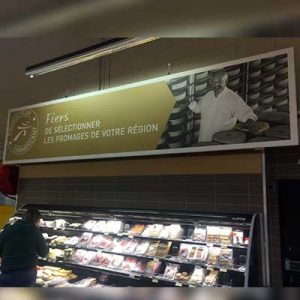 Fiers
DE SÉLECTIONNER
LES FROMAGES DE VOTRE RÉGION